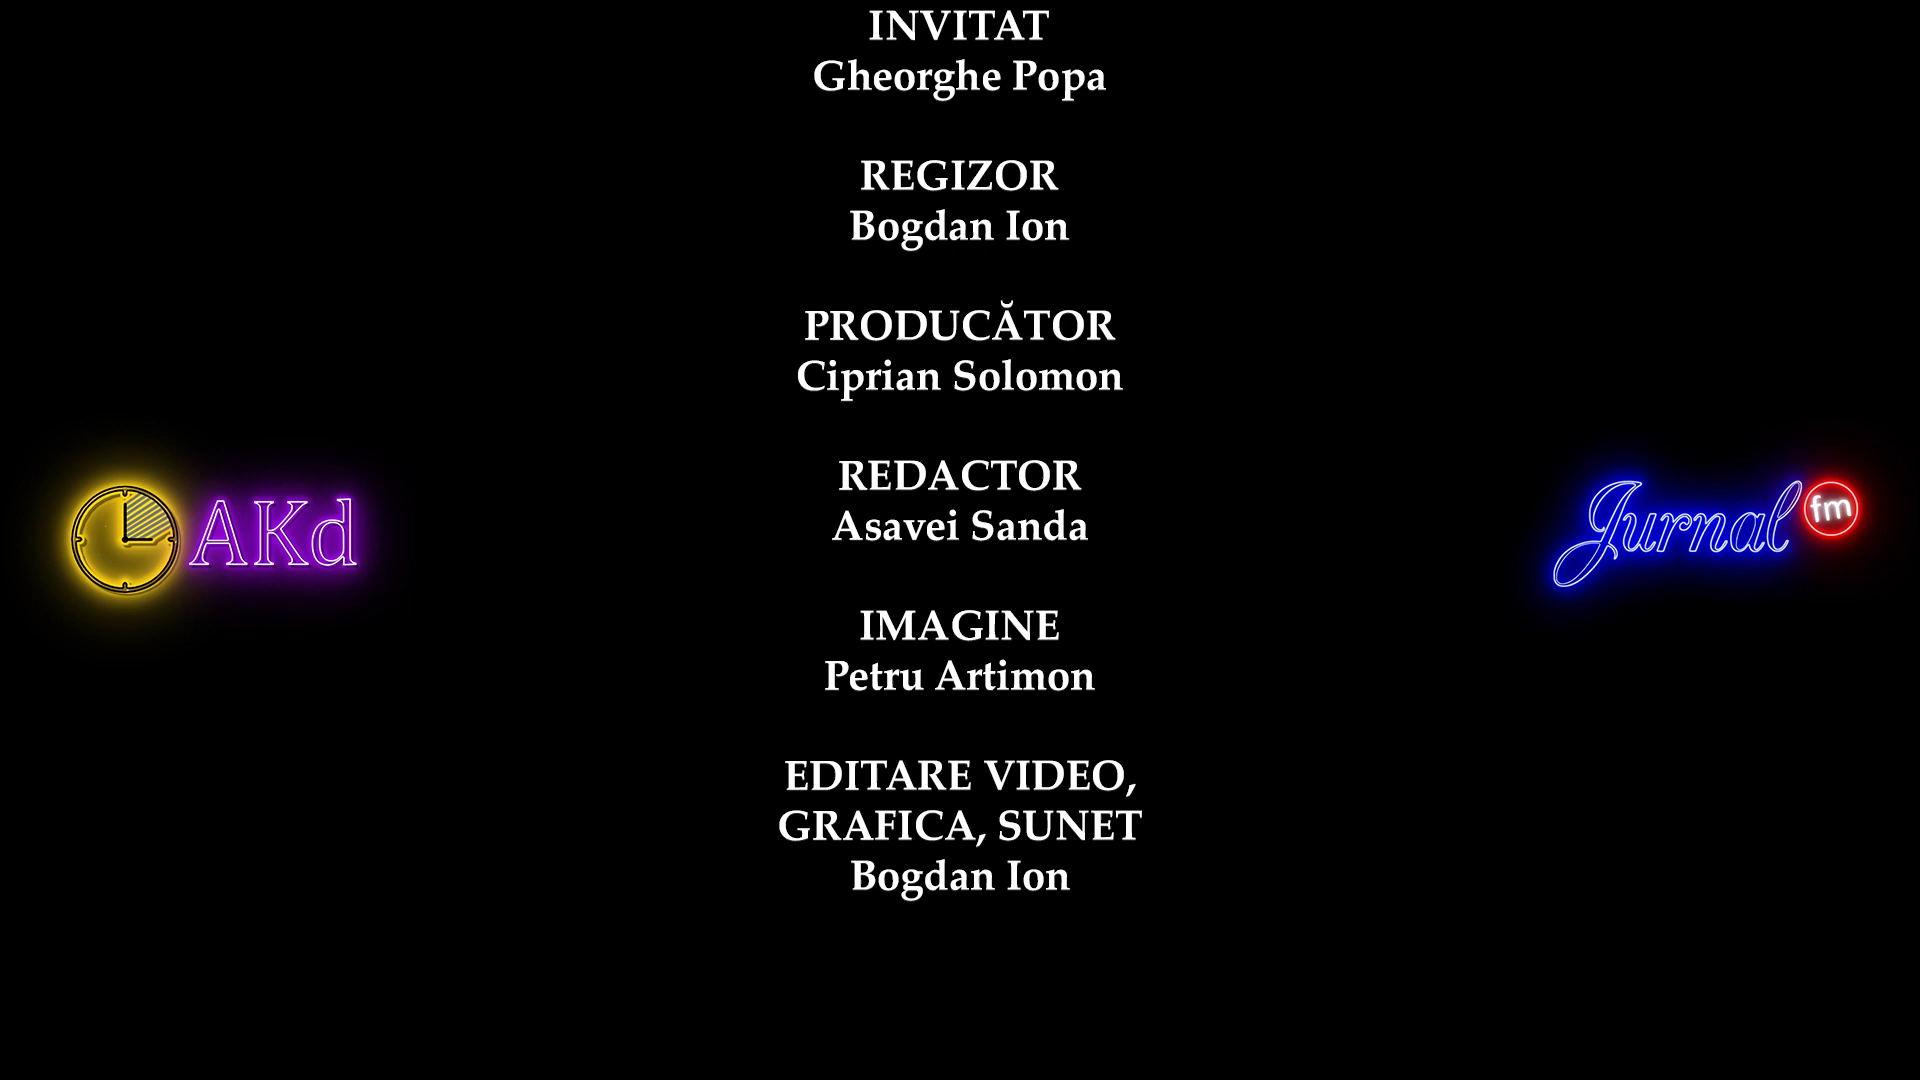 INVITAT
Gheorghe Popa
REGIZOR
Bogdan Ion
PRODUCĂTOR
Ciprian Solomon
REDACTOR
Asavei Sanda
IMAGINE
Petru Artimon
EDITARE VIDEO,
GRAFICA, SUNET
Bogdan Ion
AKd
Jurnal fm